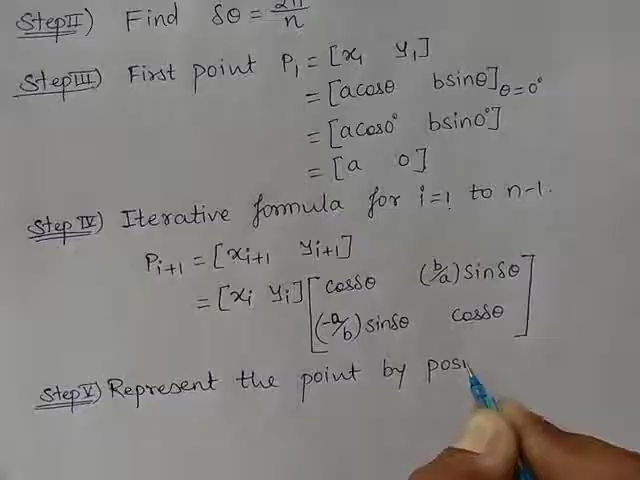 Step II) Find δθ = 2π/n
Step III) First point P₁ = [x₁ y₁]
= [acosθ bsinθ]θ=0°
= [acos0° bsin0°]
= [a 0]
Step IV) Iterative formula for i=1 to n-1.
Pᵢ₊₁ = [xᵢ₊₁ yᵢ₊₁]
= [xᵢ yᵢ] [cosδθ (b/a)sinδθ
(-a/b)sinδθ cosδθ]
Step V) Represent the point by posi